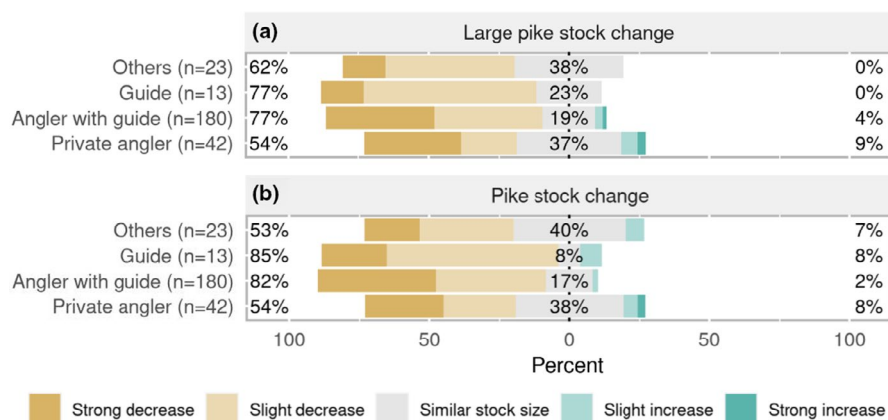 (a) Large pike stock change
Others (n=23) 62% 38% 0%
Guide (n=13) 77% 23% 0%
Angler with guide (n=180) 77% 19% 4%
Private angler (n=42) 54% 37% 9%
(b) Pike stock change
Others (n=23) 53% 40% 7%
Guide (n=13) 85% 8% 8%
Angler with guide (n=180) 82% 17% 2%
Private angler (n=42) 54% 38% 8%
100 50 0 50 100
Percent
Strong decrease Slight decrease Similar stock size Slight increase Strong increase